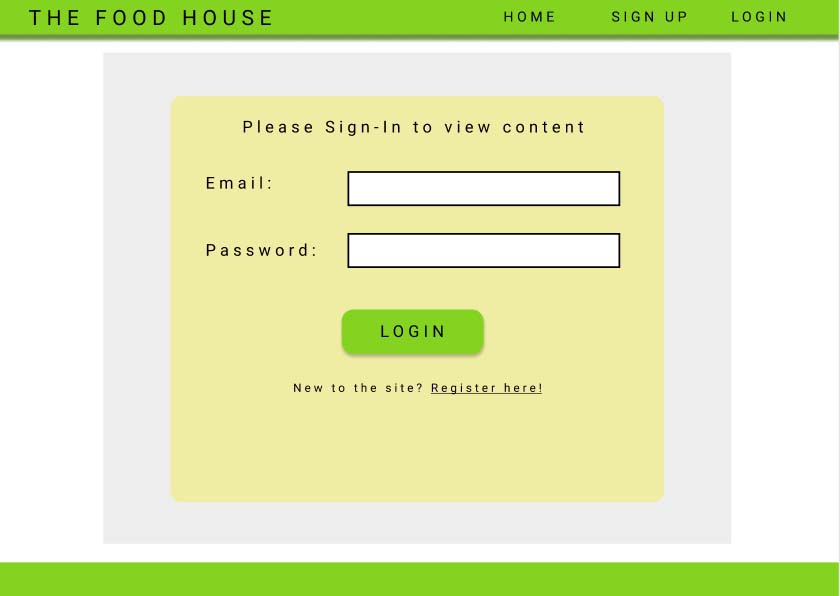 THE FOOD HOUSE HOME SIGN UP LOGIN
Please Sign-In to view content
Email:
Password:
LOGIN
New to the site? Register here!